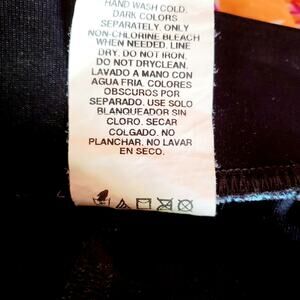 HAND WASH COLD.
DARK COLORS
SEPARATELY. ONLY
NON-CHLORINE BLEACH
WHEN NEEDED. LINE
DRY. DO NOT IRON.
DO NOT DRYCLEAN.
LAVADO A MANO CON
AGUA FRIA. COLORES
OBSCUROS POR
SEPARADO. USE SOLO
BLANQUEADOR SIN
CLORO. SECAR
COLGADO. NO
PLANCHAR. NO LAVAR
EN SECO.